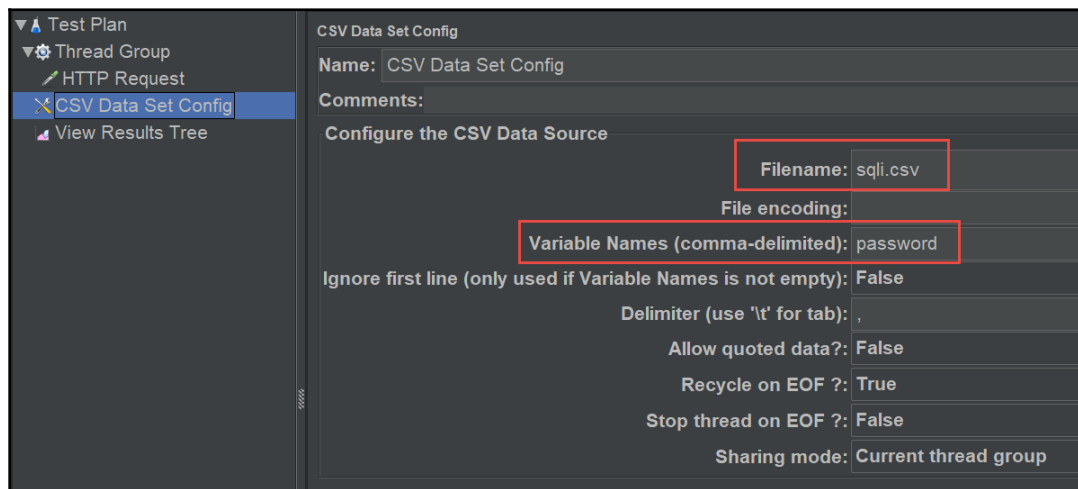 Test Plan
Thread Group
HTTP Request
CSV Data Set Config
View Results Tree
CSV Data Set Config
Name: CSV Data Set Config
Comments:
Configure the CSV Data Source
Filename: sqli.csv
File encoding:
Variable Names (comma-delimited): password
Ignore first line (only used if Variable Names is not empty): False
Delimiter (use '\t' for tab): ,
Allow quoted data?: False
Recycle on EOF ?: True
Stop thread on EOF ?: False
Sharing mode: Current thread group